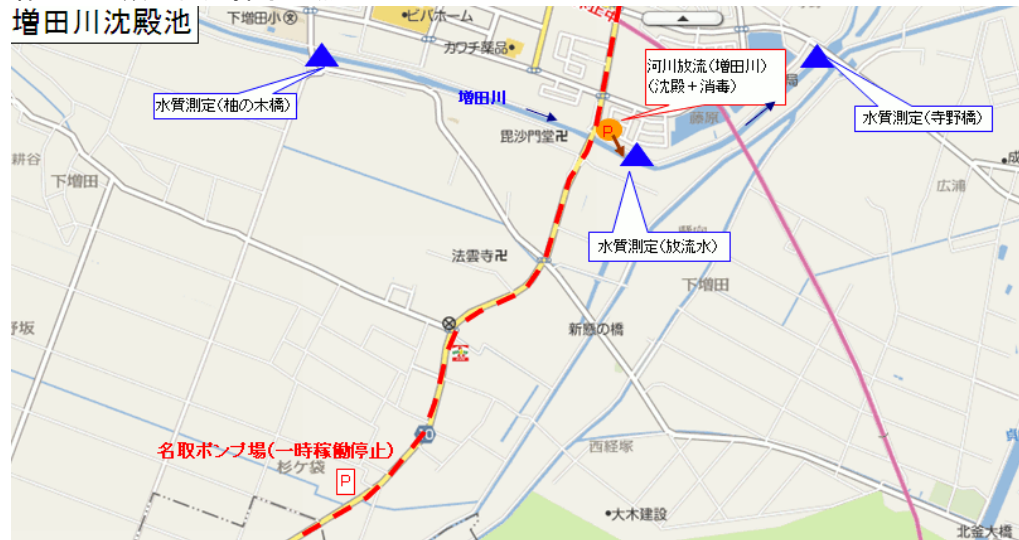 増田川沈殿池
下増田小
ビバホーム
カワチ薬品
河川放流(増田川)
(沈殿+消毒)
水質測定(柚の木橋)
増田川
P
毘沙門堂卍
藤原
水質測定(寺野橋)
耕谷
下増田
広浦
水質測定(放流水)
法雲寺卍
下増田
新愿の橋
名取ポンプ場(一時稼働停止)
杉ケ袋
P
西経塚
大木建設
北釜大橋